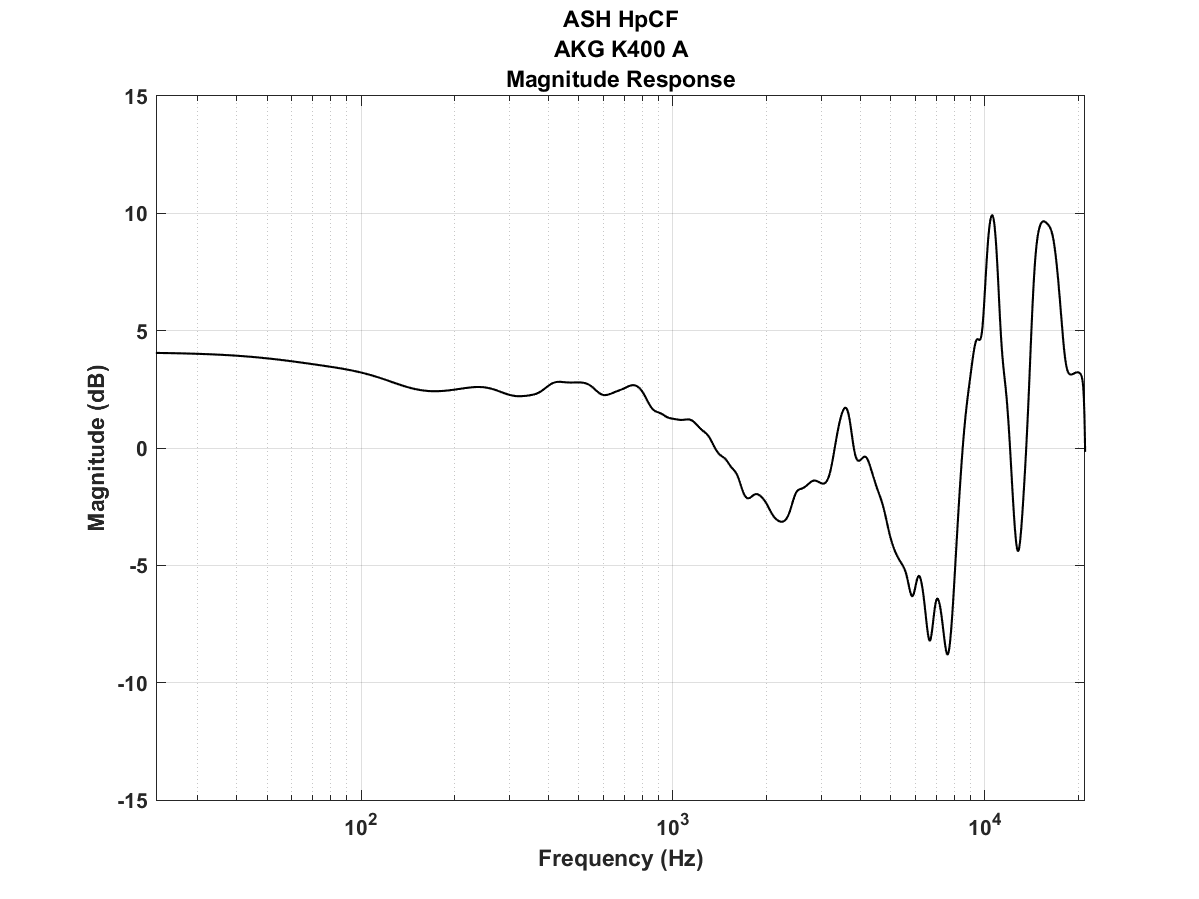 ASH HpCF
AKG K400 A
Magnitude Response
15
10
5
0
-5
-10
-15
Magnitude (dB)
10² 10³ 10⁴
Frequency (Hz)